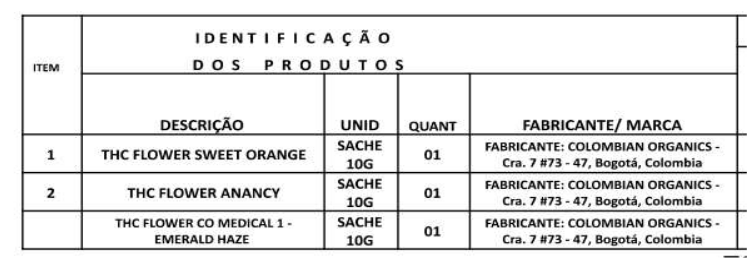 IDENTIFICAÇÃO
DOS PRODUTOS
ITEM
DESCRIÇÃO UNID QUANT FABRICANTE/ MARCA
1 THC FLOWER SWEET ORANGE SACHE 10G 01 FABRICANTE: COLOMBIAN ORGANICS - Cra. 7 #73 - 47, Bogotá, Colombia
2 THC FLOWER ANANCY SACHE 10G 01 FABRICANTE: COLOMBIAN ORGANICS - Cra. 7 #73 - 47, Bogotá, Colombia
THC FLOWER CO MEDICAL 1 - EMERALD HAZE SACHE 10G 01 FABRICANTE: COLOMBIAN ORGANICS - Cra. 7 #73 - 47, Bogotá, Colombia